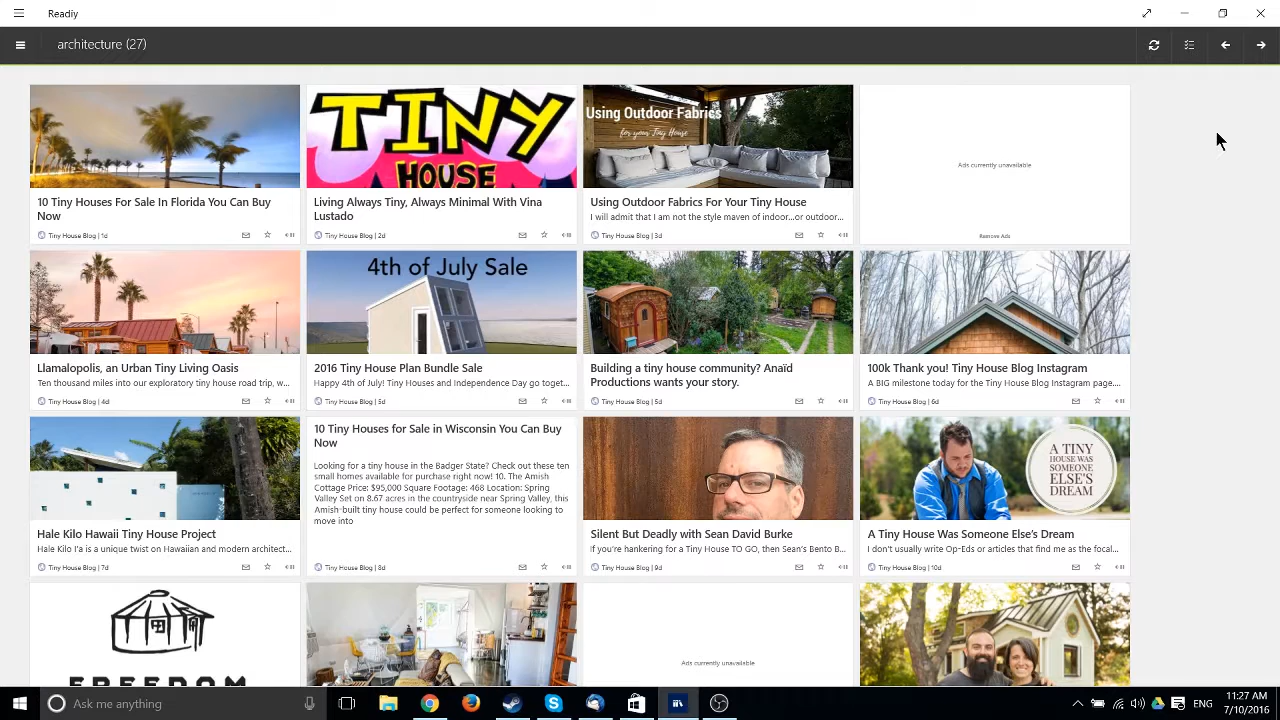 Readiy
architecture (27)
10 Tiny Houses For Sale In Florida You Can Buy
Now
Tiny House Blog | 1d
TINY
HOUSE
Living Always Tiny, Always Minimal With Vina
Lustado
Tiny House Blog | 2d
Using Outdoor Fabrics
for your Tiny House
Using Outdoor Fabrics For Your Tiny House
I will admit that I am not the style maven of indoor...or outdoor...
Tiny House Blog | 3d
Ads currently unavailable
Remove Ads
Llamalopolis, an Urban Tiny Living Oasis
Ten thousand miles into our exploratory tiny house road trip, w...
Tiny House Blog | 4d
4th of July Sale
2016 Tiny House Plan Bundle Sale
Happy 4th of July! Tiny Houses and Independence Day go toget...
Tiny House Blog | 5d
Building a tiny house community? Anaïd
Productions wants your story.
Tiny House Blog | 5d
100k Thank you! Tiny House Blog Instagram
A BIG milestone today for the Tiny House Blog Instagram page....
Tiny House Blog | 6d
Hale Kilo Hawaii Tiny House Project
Hale Kilo I'a is a unique twist on Hawaiian and modern architect...
Tiny House Blog | 7d
10 Tiny Houses for Sale in Wisconsin You Can Buy
Now
Looking for a tiny house in the Badger State? Check out these ten
small homes available for purchase right now! 10. The Amish
Cottage Price: $95,000 Square Footage: 468 Location: Spring
Valley Set on 8.67 acres in the countryside near Spring Valley, this
Amish-built tiny house could be perfect for someone looking to
move into
Tiny House Blog | 8d
Silent But Deadly with Sean David Burke
If you're hankering for a Tiny House TO GO, then Sean's Bento B...
Tiny House Blog | 9d
A TINY
HOUSE WAS
SOMEONE
ELSE'S
DREAM
A Tiny House Was Someone Else's Dream
I don't usually write Op-Eds or articles that find me as the focal...
Tiny House Blog | 10d
FREEDOM
Ads currently unavailable
Ask me anything
ENG
11:27 AM
7/10/2016